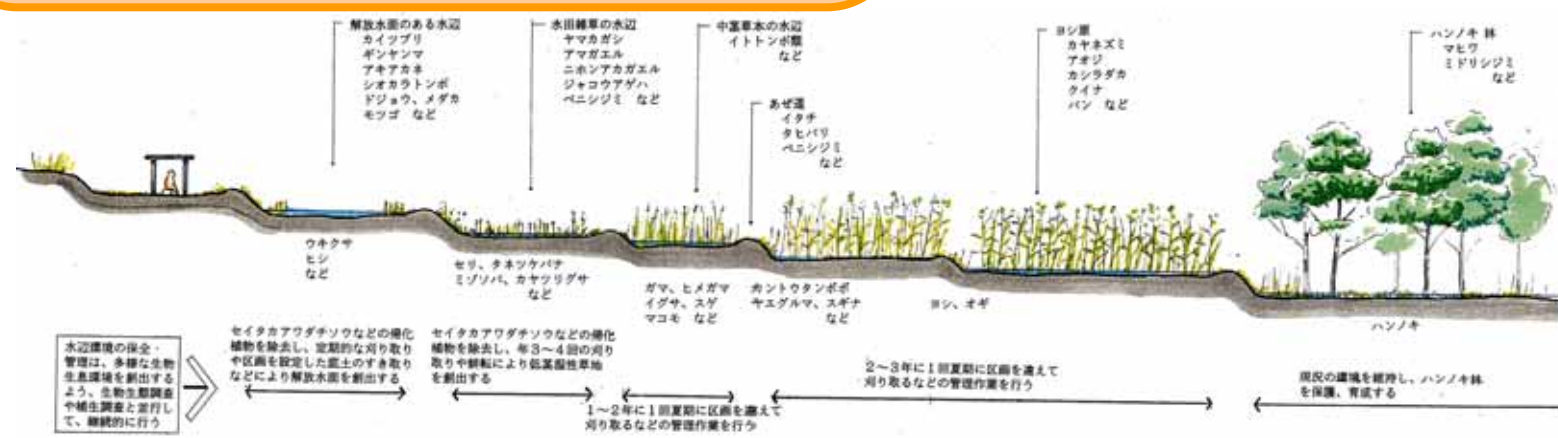 解放水面のある水辺
カイツブリ
ギンヤンマ
アキアカネ
シオカラトンボ
ドジョウ、メダカ
モツゴ など
水田雑草の水辺
ヤマカガシ
アマガエル
ニホンアカガエル
ジャコウアゲハ
ベニシジミ など
中茎草本の水辺
イトトンボ類
など
あぜ道
イタチ
タヒバリ
ベニシジミ
など
ヨシ原
カヤネズミ
アオジ
カシラダカ
クイナ
バン など
ハンノキ 林
マヒワ
ミドリシジミ
など
ウキクサ
ヒシ
など
セリ、タネツケバナ
ミゾソバ、カヤツリグサ
など
ガマ、ヒメガマ
イグサ、スゲ
マコモ など
カントウタンポポ
ヤエグルマ、スギナ
など
ヨシ、オギ
ハンノキ
水辺環境の保全・
管理は、多様な生物
生息環境を創出する
よう、生物生態調査
や植生調査と並行し
て、継続的に行う
セイタカアワダチソウなどの帰化
植物を除去し、定期的な刈り取り
や区画を設定した底土のすき取り
などにより解放水面を創出する
セイタカアワダチソウなどの帰化
植物を除去し、年3〜4回の刈り
取りや耕転により低茎湿性草地
を創出する
1〜2年に1回夏期に区画を違えて
刈り取るなどの管理作業を行う
2〜3年に1回夏期に区画を違えて
刈り取るなどの管理作業を行う
現況の環境を維持し、ハンノキ林
を保護、育成する